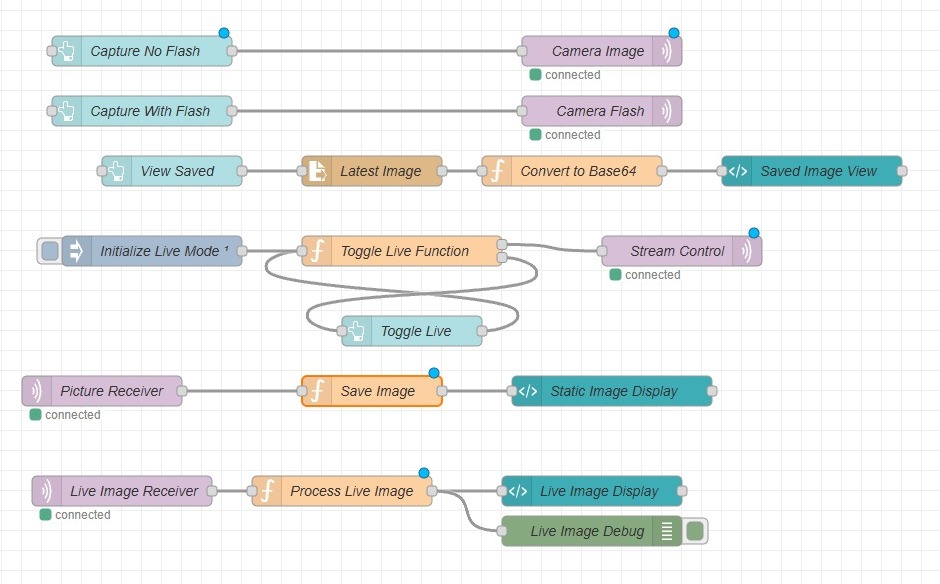 Capture No Flash
Camera Image
connected
Capture With Flash
Camera Flash
connected
View Saved
Latest Image
Convert to Base64
</> Saved Image View
Initialize Live Mode ¹
Toggle Live Function
Stream Control
connected
Toggle Live
Picture Receiver
connected
Save Image
</> Static Image Display
Live Image Receiver
connected
Process Live Image
</> Live Image Display
Live Image Debug